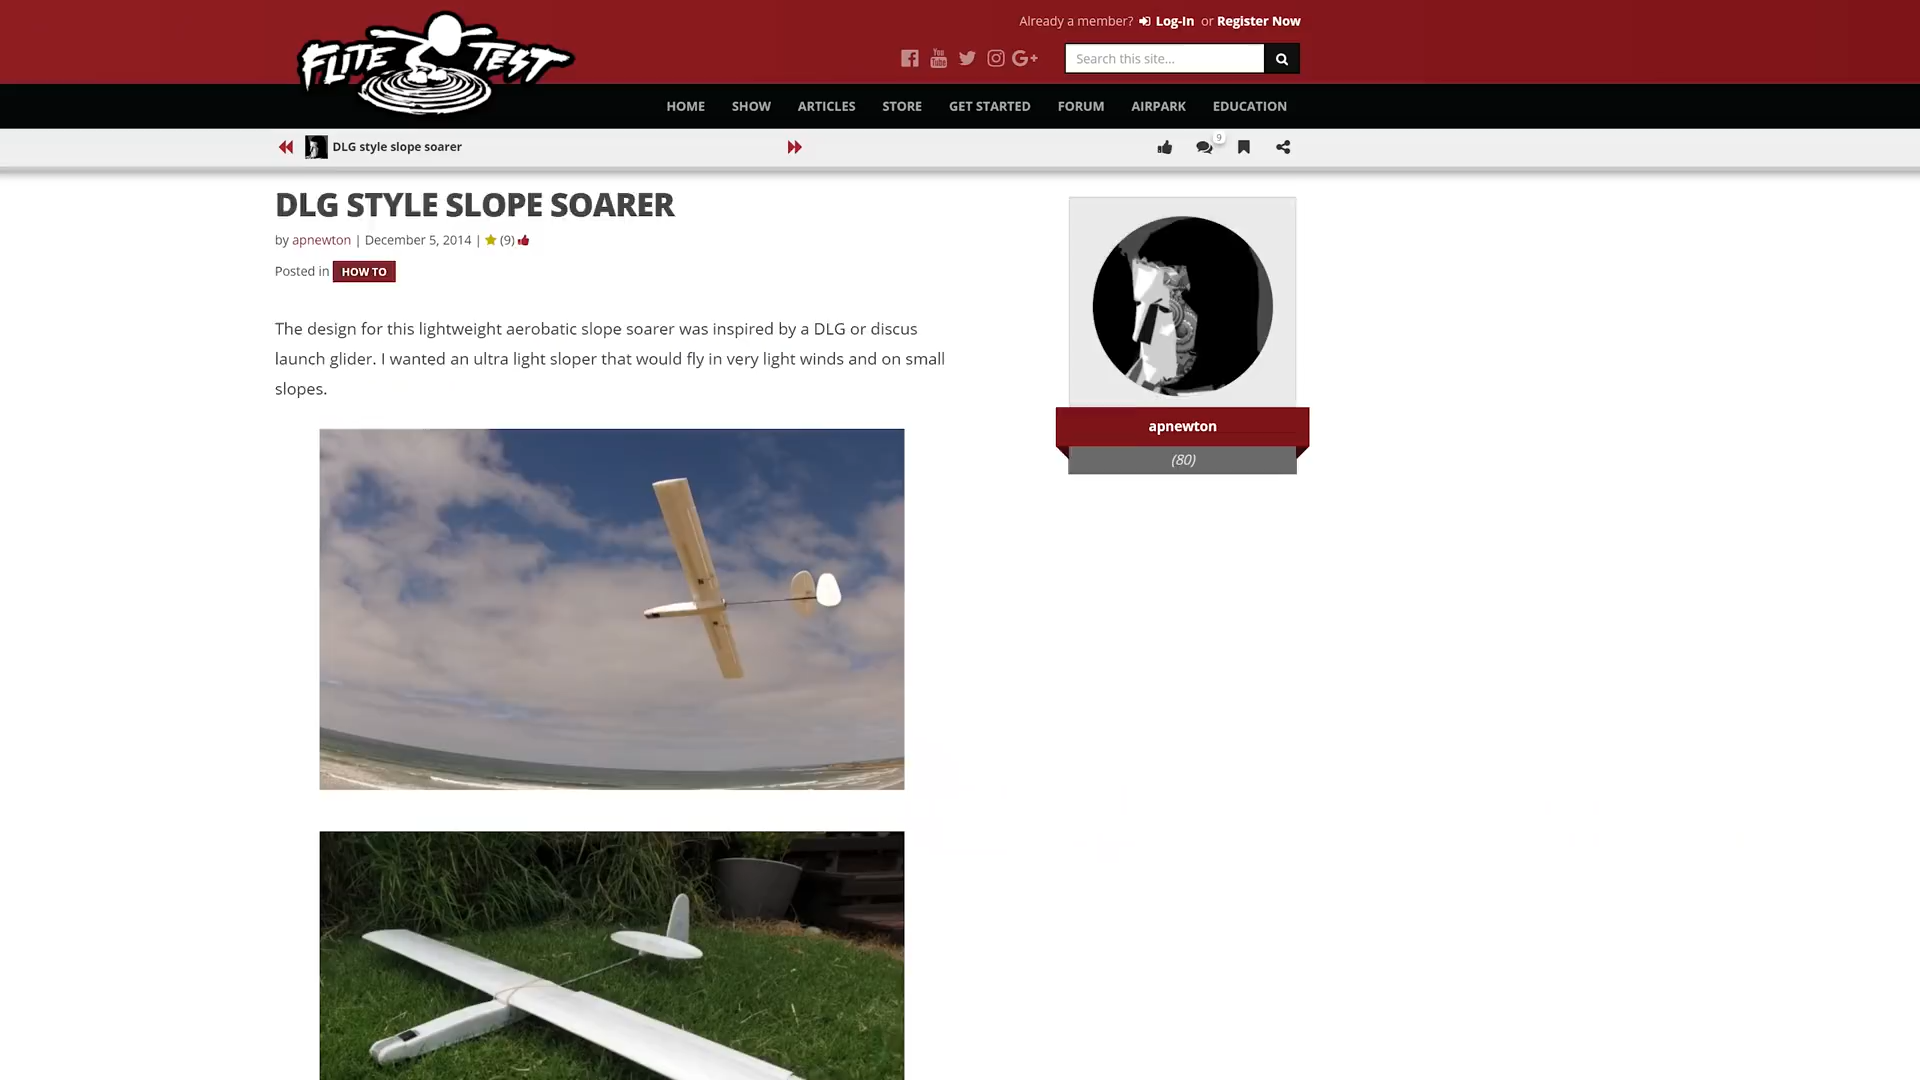 Already a member? Log-In or Register Now
FLITE TEST
You
Tube
G+
Search this site...
HOME SHOW ARTICLES STORE GET STARTED FORUM AIRPARK EDUCATION
DLG style slope soarer
9
DLG STYLE SLOPE SOARER
by apnewton | December 5, 2014 | (9)
Posted in HOW TO
The design for this lightweight aerobatic slope soarer was inspired by a DLG or discus
launch glider. I wanted an ultra light sloper that would fly in very light winds and on small
slopes.
apnewton
(80)